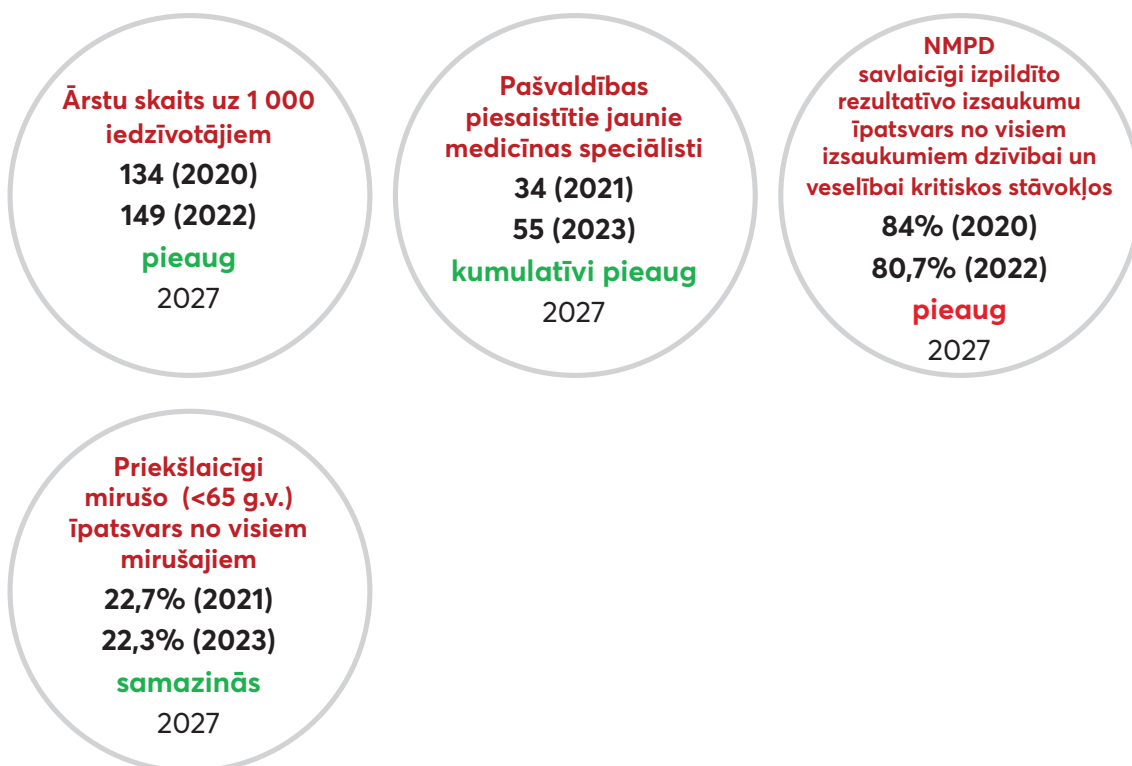 Ārstu skaits uz 1 000
iedzīvotājiem
134 (2020)
149 (2022)
pieaug
2027
Pašvaldības
piesaistītie jaunie
medicīnas speciālisti
34 (2021)
55 (2023)
kumulatīvi pieaug
2027
NMPD
savlaicīgi izpildīto
rezultatīvo izsaukumu
īpatsvars no visiem
izsaukumiem dzīvībai un
veselībai kritiskos stāvokļos
84% (2020)
80,7% (2022)
pieaug
2027
Priekšlaicīgi
mirušo (<65 g.v.)
īpatsvars no visiem
mirušajiem
22,7% (2021)
22,3% (2023)
samazinās
2027